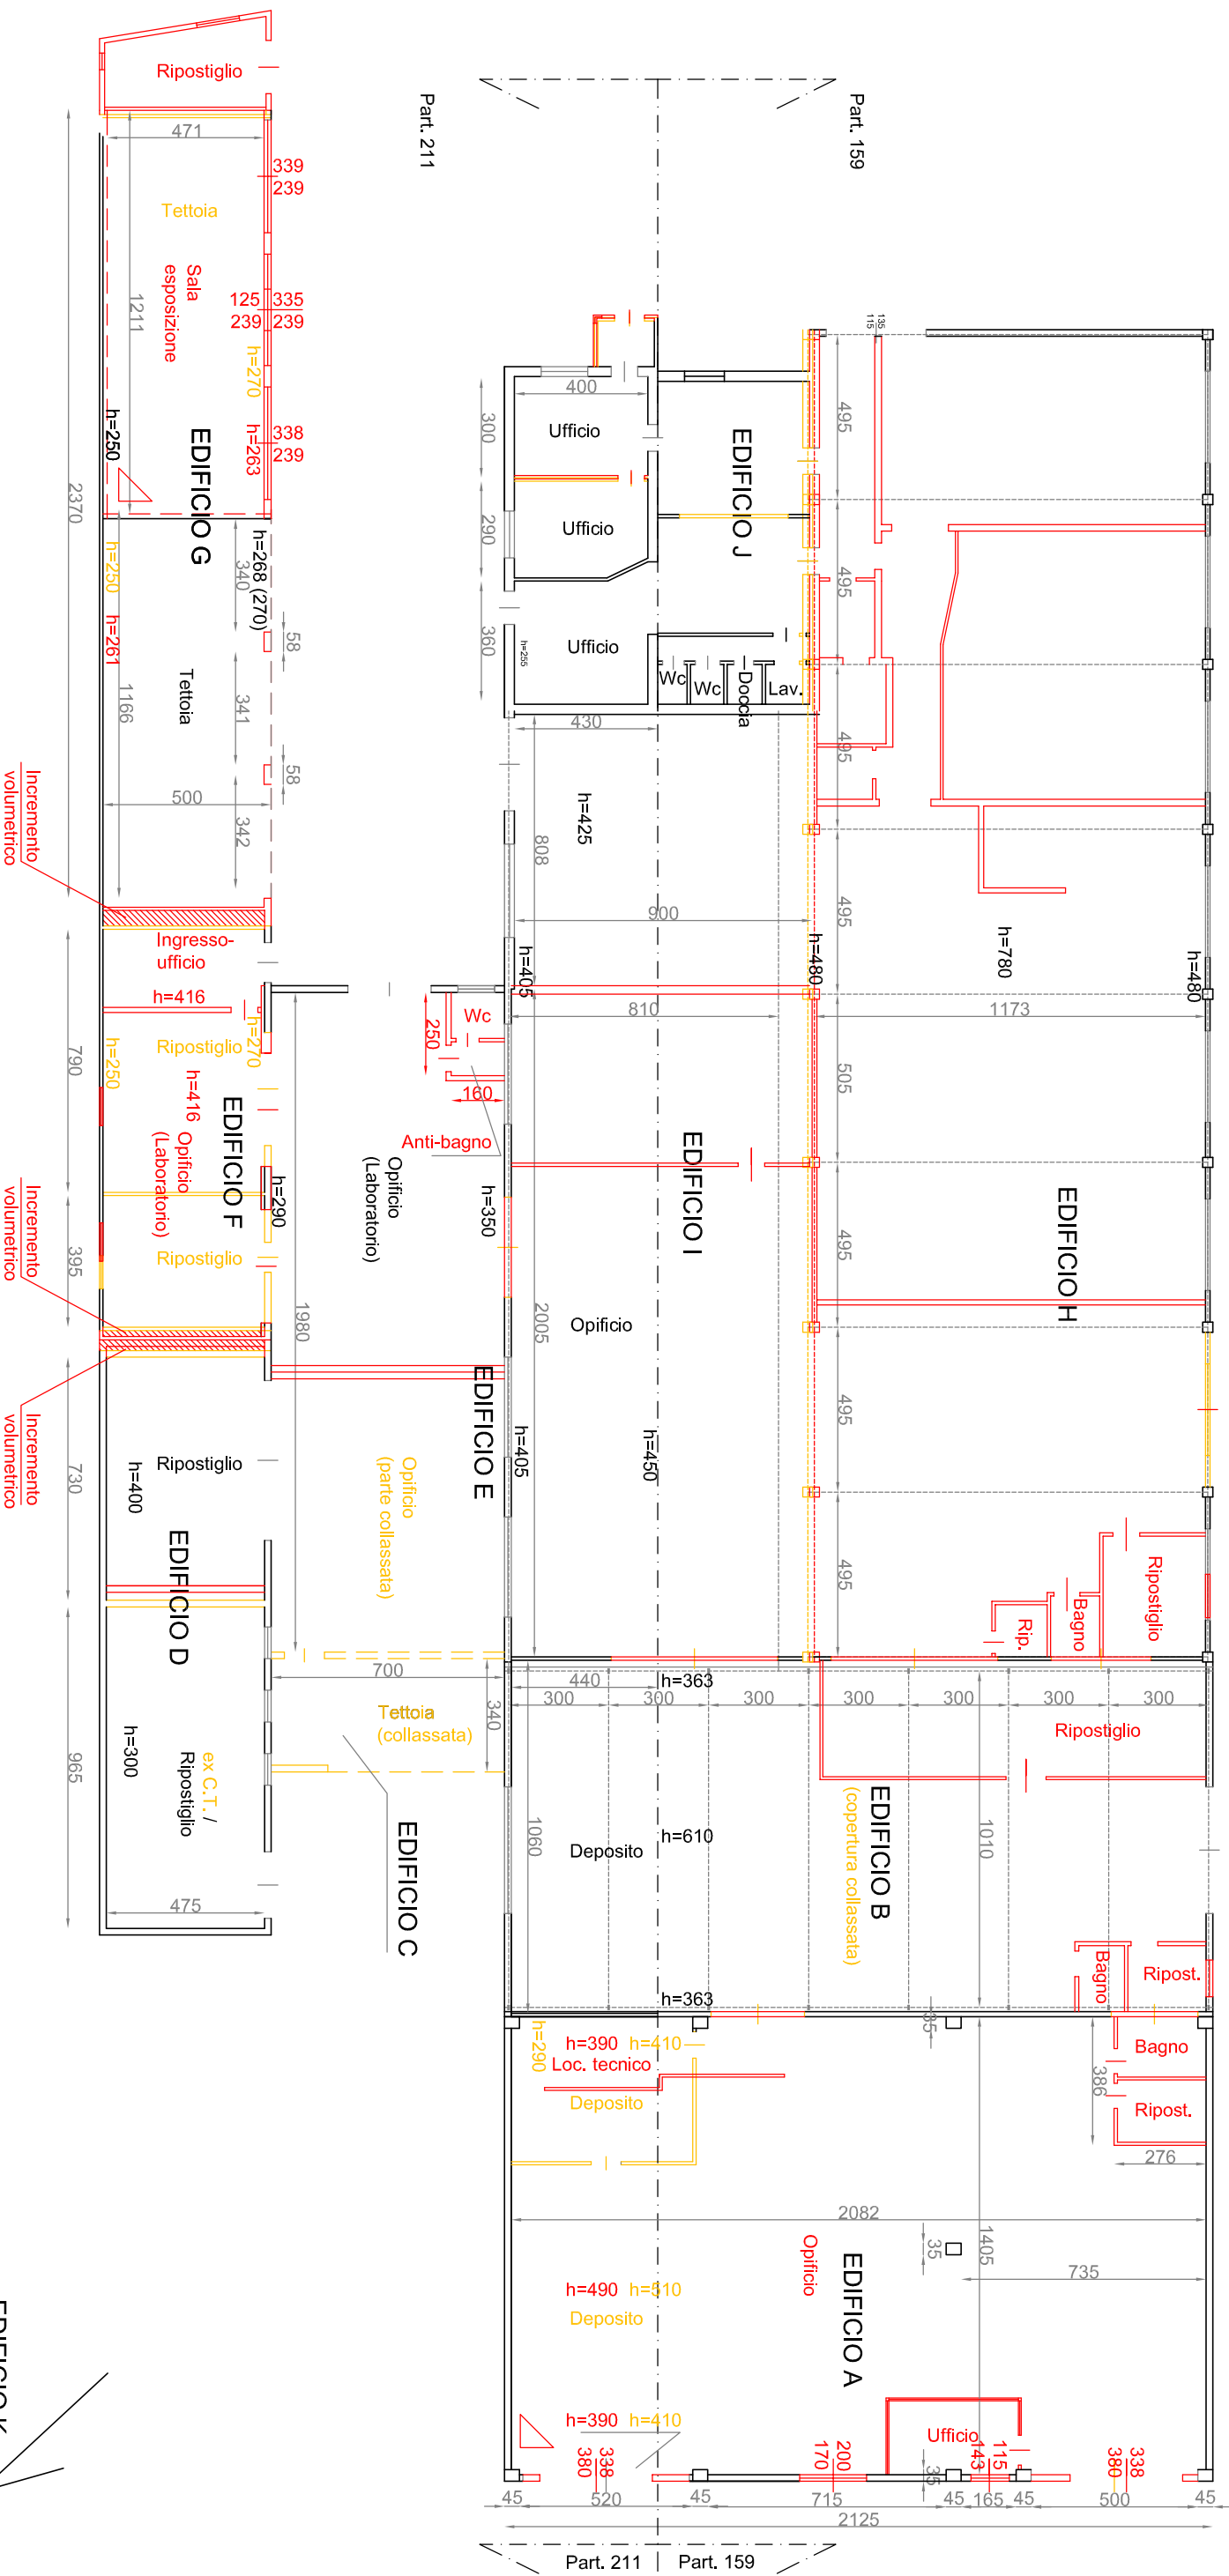 Ripostiglio
Part. 211
Part. 159
471
339
239
Tettoia
Sala
esposizione
1211
125
239
335
239
h=270
338
239
h=263
h=250
EDIFICIO G
2370
h=268 (270)
340
58
h=250
h=261
1166
Tettoia
341
58
500
342
Incremento
volumetrico
135
115
495
400
300
Ufficio
EDIFICIO J
290
Ufficio
495
360
h=255
Ufficio
Wc
Wc
Doccia
Lav.
430
495
h=425
808
900
495
h=405
h=480
h=780
h=480
Ingresso-
ufficio
h=416
Ripostiglio
h=270
h=250
790
h=416
Opificio
(Laboratorio)
EDIFICIO F
h=290
Wc
250
160
Anti-bagno
Opificio
(Laboratorio)
810
1173
505
EDIFICIO I
h=350
EDIFICIO H
495
Ripostiglio
395
Incremento
volumetrico
1980
2005
Opificio
495
EDIFICIO E
h=405
h=450
Incremento
volumetrico
730
Ripostiglio
h=400
EDIFICIO D
Opificio
(parte collassata)
495
Rip.
Bagno
Ripostiglio
700
340
Tettoia
(collassata)
440
h=363
300
300
300
300
300
300
300
Ripostiglio
1010
965
h=300
ex C.T. /
Ripostiglio
475
EDIFICIO C
1060
Deposito
h=610
EDIFICIO B
(copertura collassata)
Bagno
Ripost.
h=363
35
h=290
h=390
h=410
Loc. tecnico
Deposito
Bagno
386
Ripost.
276
2082
35
1405
735
Opificio
EDIFICIO A
h=490
h=510
Deposito
h=390
h=410
Ufficio
338
380
200
170
115
143
338
380
35
45
520
45
715
45
165
45
500
45
2125
Part. 211
Part. 159
EDIFICIO K